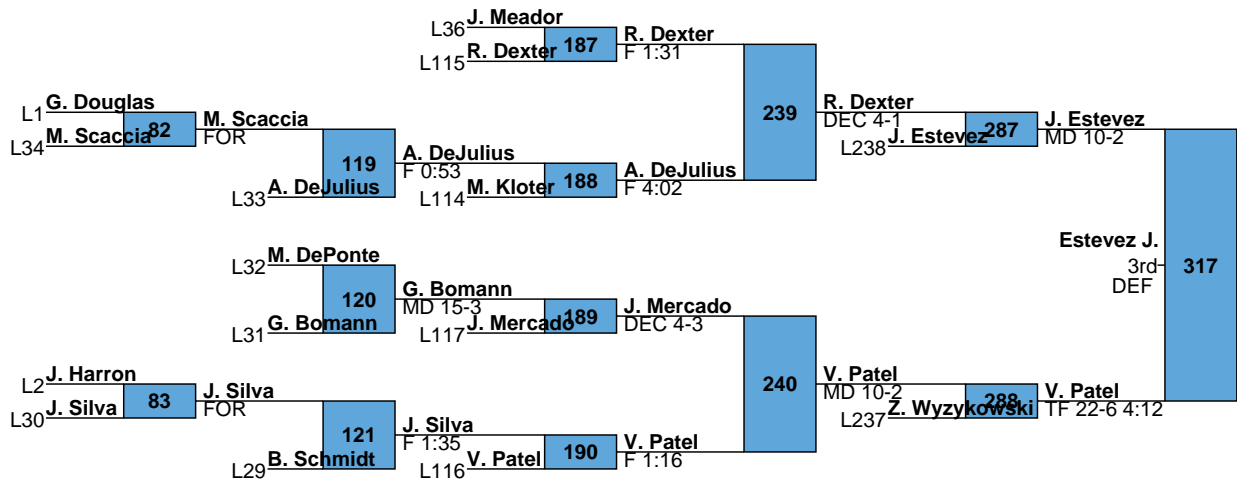 J. Meador
L36
187
R. Dexter
F 1:31
R. Dexter
L115
239
R. Dexter
DEC 4-1
G. Douglas
L1
82
M. Scaccia
FOR
M. Scaccia
L34
119
A. DeJulius
F 0:53
A. DeJulius
L33
188
A. DeJulius
F 4:02
M. Kloter
L114
287
J. Estevez
MD 10-2
J. Estevez
L238
Estevez J.
3rd
DEF
317
M. DePonte
L32
120
G. Bomann
MD 15-3
G. Bomann
L31
189
J. Mercado
DEC 4-3
J. Mercado
L117
240
V. Patel
MD 10-2
J. Harron
L2
83
J. Silva
FOR
J. Silva
L30
121
J. Silva
F 1:35
B. Schmidt
L29
190
V. Patel
F 1:16
V. Patel
L116
288
V. Patel
TF 22-6 4:12
Z. Wyzykowski
L237